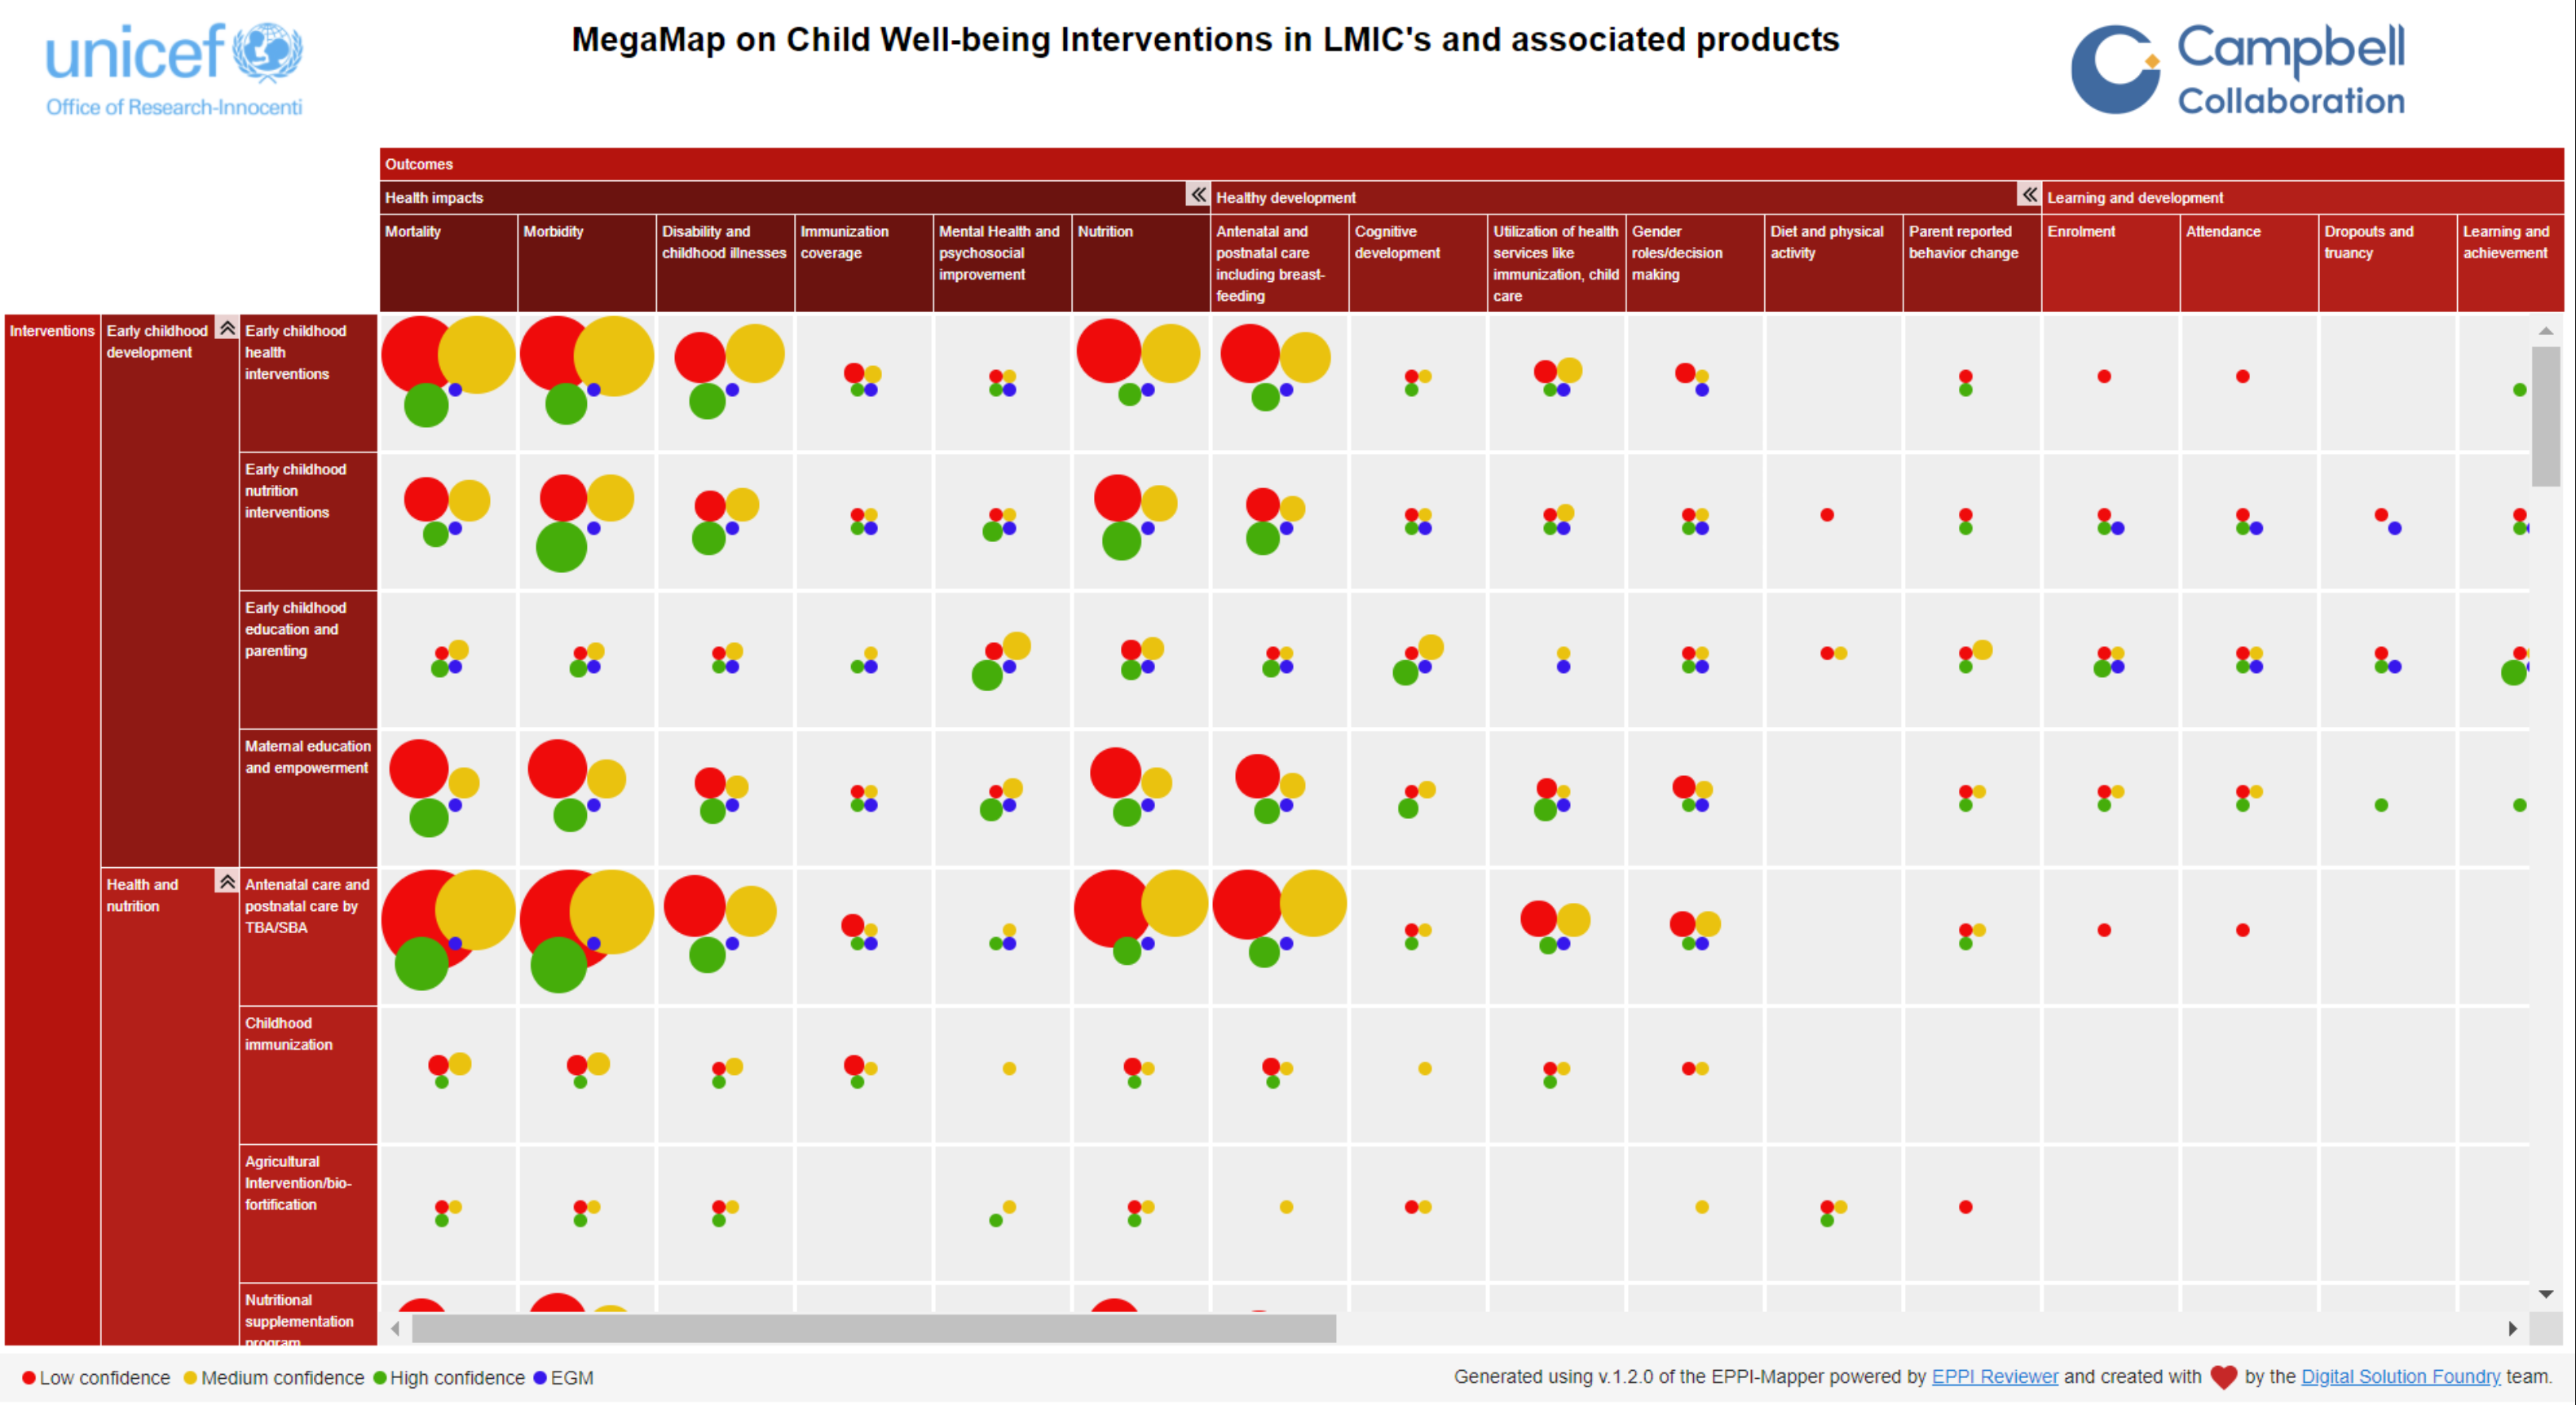 unicef
Office of Research-Innocenti
MegaMap on Child Well-being Interventions in LMIC's and associated products
Campbell
Collaboration
Outcomes
Health impacts
Healthy development
Learning and development
Mortality
Morbidity
Disability and
childhood illnesses
Immunization
coverage
Mental Health and
psychosocial
improvement
Nutrition
Antenatal and
postnatal care
including breast-
feeding
Cognitive
development
Utilization of health
services like
immunization, child
care
Gender
roles/decision
making
Diet and physical
activity
Parent reported
behavior change
Enrolment
Attendance
Dropouts and
truancy
Learning and
achievement
Interventions
Early childhood
development
Early childhood
health
interventions
Early childhood
nutrition
interventions
Early childhood
education and
parenting
Maternal education
and empowerment
Health and
nutrition
Antenatal care and
postnatal care by
TBA/SBA
Childhood
immunization
Agricultural
Intervention/bio-
fortification
Nutritional
supplementation
program
Low confidence
Medium confidence
High confidence
EGM
Generated using v.1.2.0 of the EPPI-Mapper powered by EPPI Reviewer and created with ❤ by the Digital Solution Foundry team.